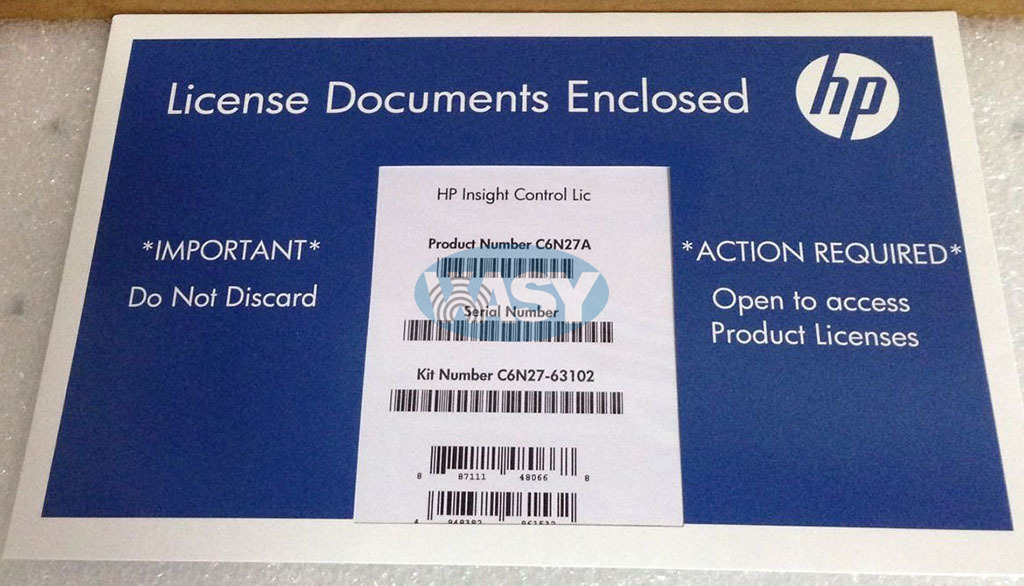 License Documents Enclosed
hp
HP Insight Control Lic
*IMPORTANT*
Do Not Discard
Product Number C6N27A
VASY
Serial Number
Kit Number C6N27-63102
8 87111 48066 8
*ACTION REQUIRED*
Open to access
Product Licenses